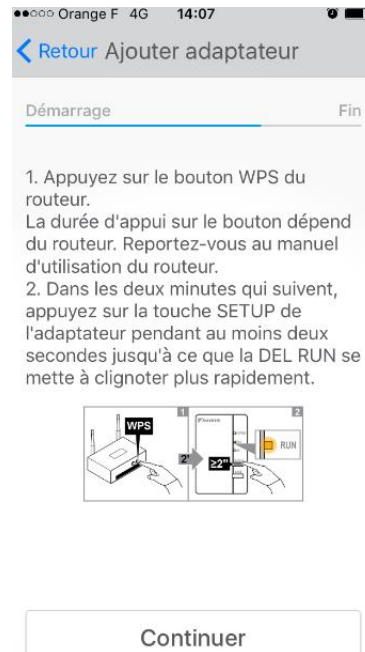 Orange F 4G 14:07
Retour Ajouter adaptateur
Démarrage Fin
1. Appuyez sur le bouton WPS du
routeur.
La durée d'appui sur le bouton dépend
du routeur. Reportez-vous au manuel
d'utilisation du routeur.
2. Dans les deux minutes qui suivent,
appuyez sur la touche SETUP de
l'adaptateur pendant au moins deux
secondes jusqu'à ce que la DEL RUN se
mette à clignoter plus rapidement.
1 2
WPS
2' ≥2" RUN
Continuer